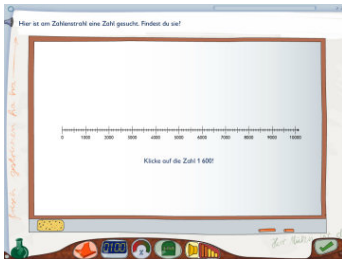 Hier ist am Zahlenstrahl eine Zahl gesucht. Findest du sie!
0 1000 2000 3000 4000 5000 6000 7000 8000 9000 10000
Klicke auf die Zahl 1 600!